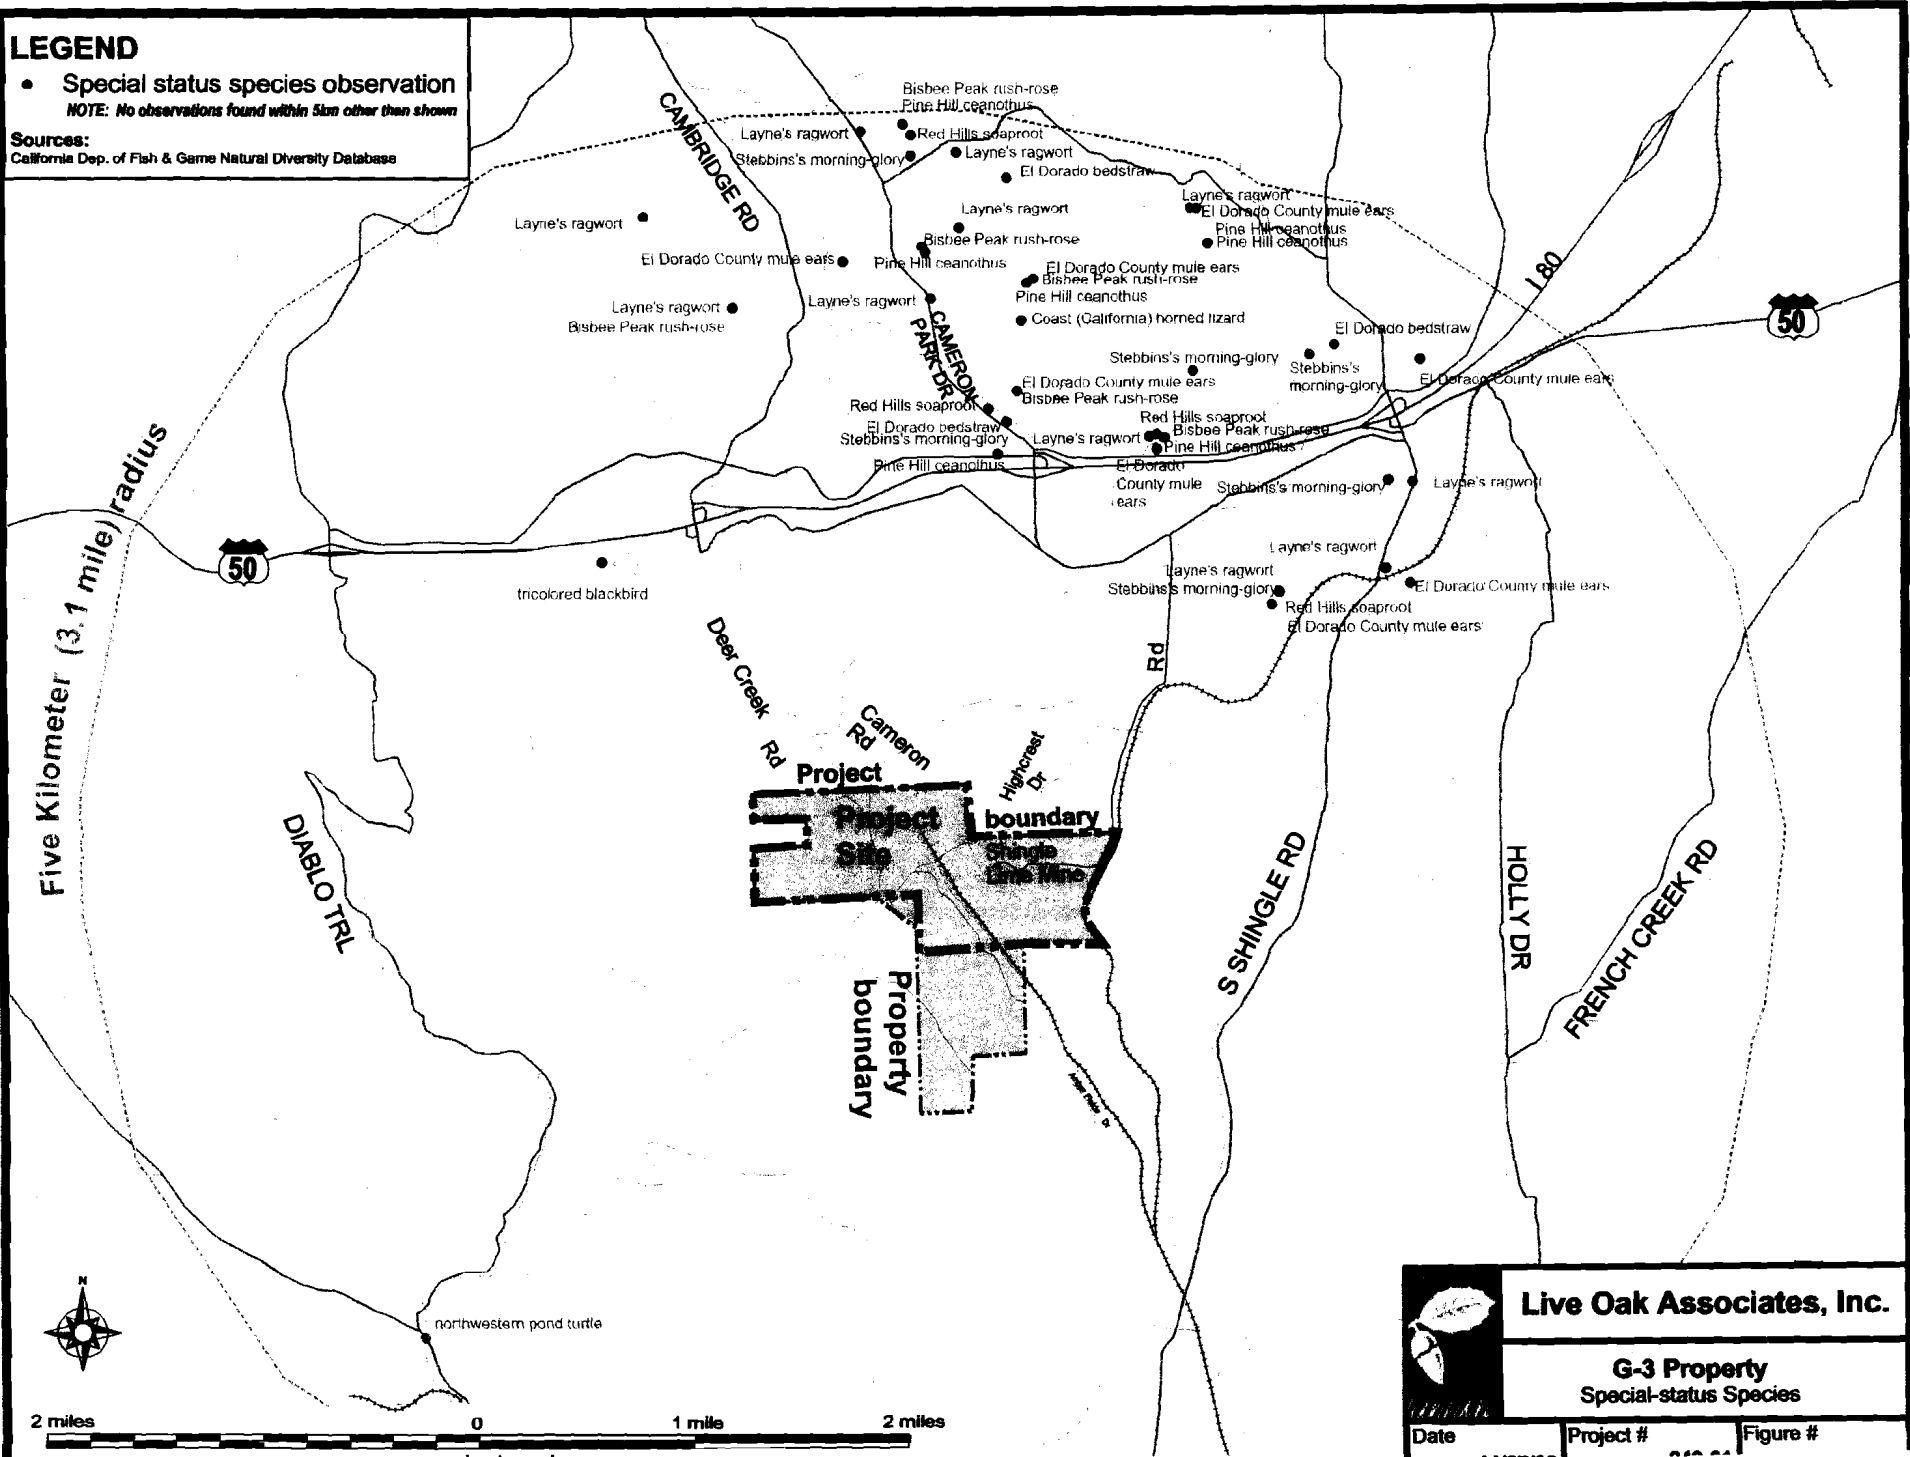 LEGEND
Special status species observation
NOTE: No observations found within 5km other than shown
Sources:
California Dep. of Fish & Game Natural Diversity Database
CAMBRIDGE RD
Bisbee Peak rush-rose
Pine Hill ceanothus
Layne's ragwort
Red Hills soaproot
Stebbins's morning-glory
Layne's ragwort
El Dorado bedstraw
Layne's ragwort
El Dorado County mule ears
Pine Hill ceanothus
Pine Hill ceanothus
Layne's ragwort
Layne's ragwort
Bisbee Peak rush-rose
El Dorado County mule ears
Pine Hill ceanothus
El Dorado County mule ears
Bisbee Peak rush-rose
Pine Hill ceanothus
Layne's ragwort
Layne's ragwort
Bisbee Peak rush-rose
Coast (California) horned lizard
CAMERON
PARK DR
I 80
50
El Dorado bedstraw
Stebbins's morning-glory
Stebbins's
morning-glory
El Dorado County mule ears
El Dorado County mule ears
Bisbee Peak rush-rose
Red Hills soaproot
El Dorado bedstraw
Stebbins's morning-glory
Pine Hill ceanothus
Red Hills soaproot
Bisbee Peak rush-rose
Layne's ragwort
Pine Hill ceanothus
El Dorado
County mule
ears
Stebbins's morning-glory
Layne's ragwort
Five Kilometer (3.1 mile) radius
50
tricolored blackbird
Layne's ragwort
Layne's ragwort
Stebbins's morning-glory
El Dorado County mule ears
Red Hills soaproot
El Dorado County mule ears
Deer Creek
Rd
Cameron
Rd
Highcrest
Dr
Rd
Project
boundary
Project
Site
Shingle
Lime Mine
DIABLO TRL
Property
boundary
S SHINGLE RD
HOLLY DR
FRENCH CREEK RD
Dr
N
northwestern pond turtle
2 miles
0
1 mile
2 miles
Live Oak Associates, Inc.
G-3 Property
Special-status Species
Date
Project #
Figure #